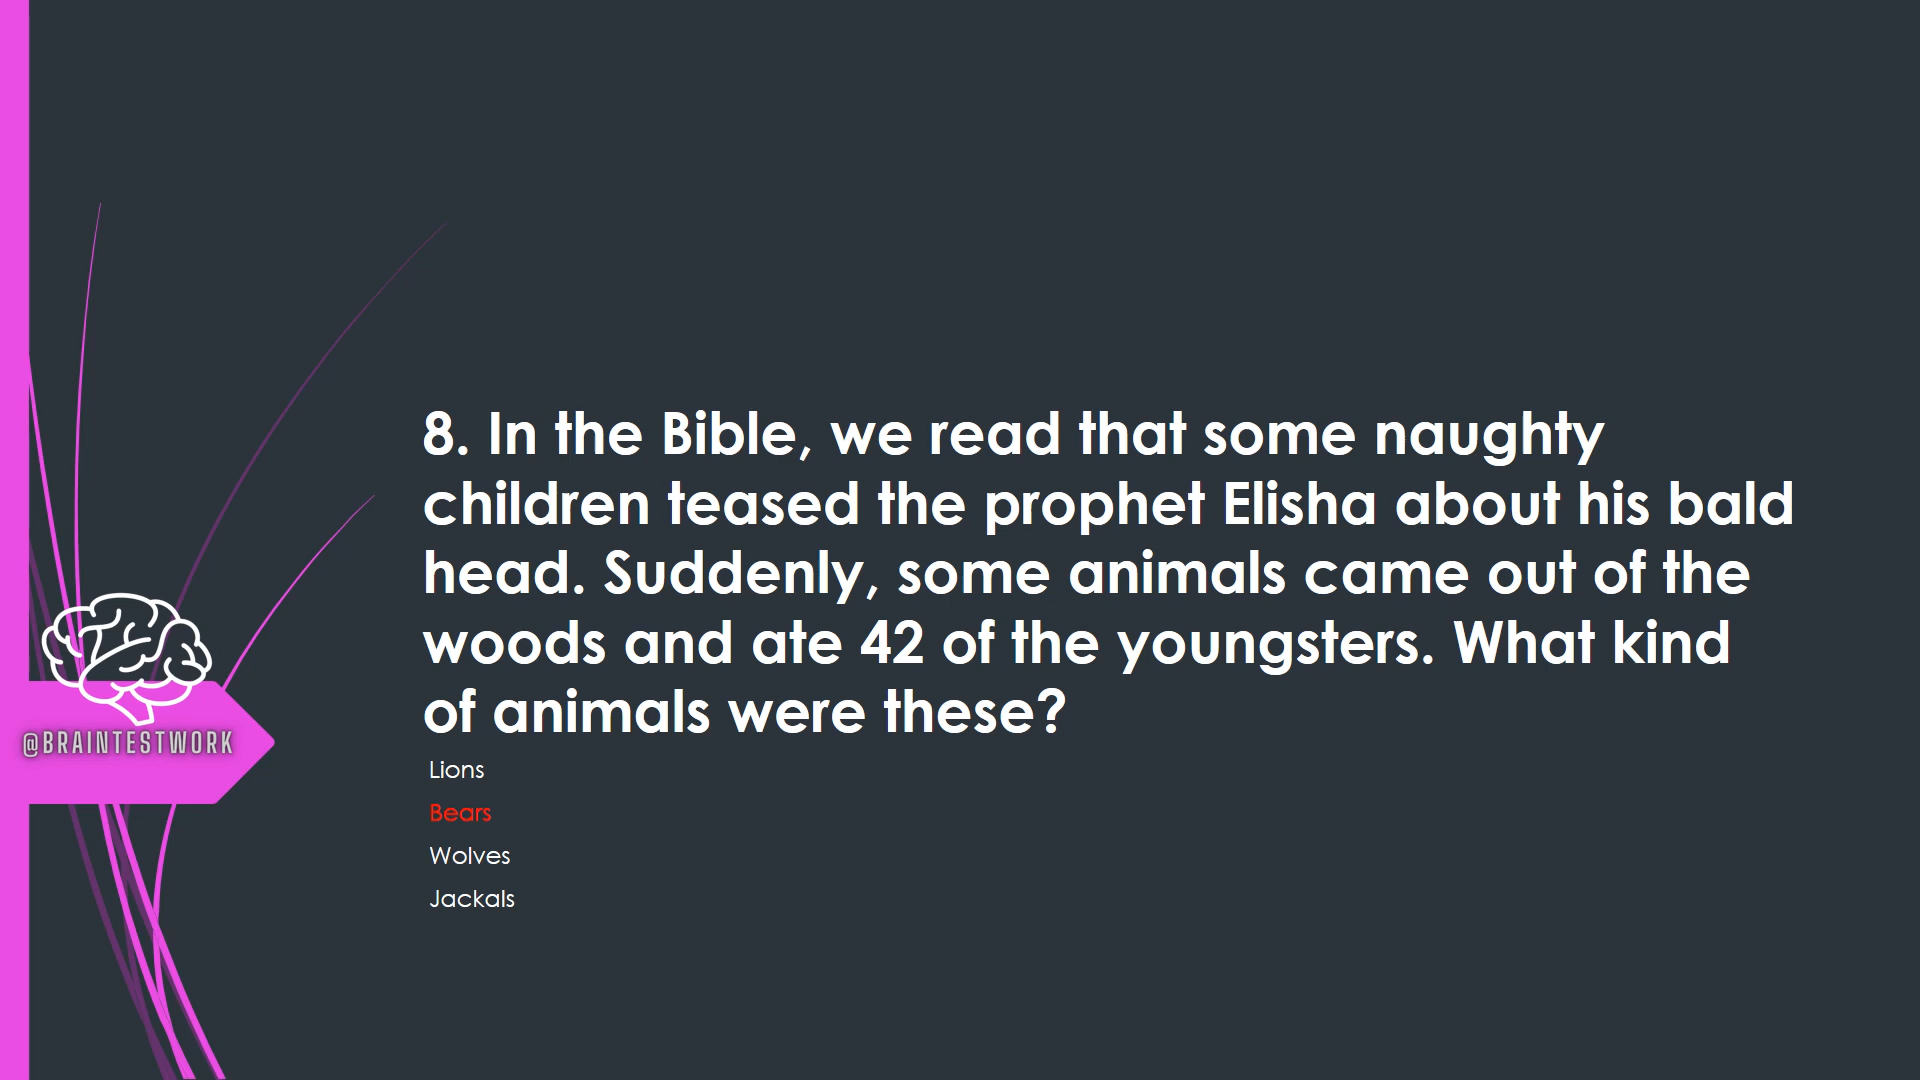 8. In the Bible, we read that some naughty
children teased the prophet Elisha about his bald
head. Suddenly, some animals came out of the
woods and ate 42 of the youngsters. What kind
of animals were these?
@BRAINTESTWORK
Lions
Bears
Wolves
Jackals